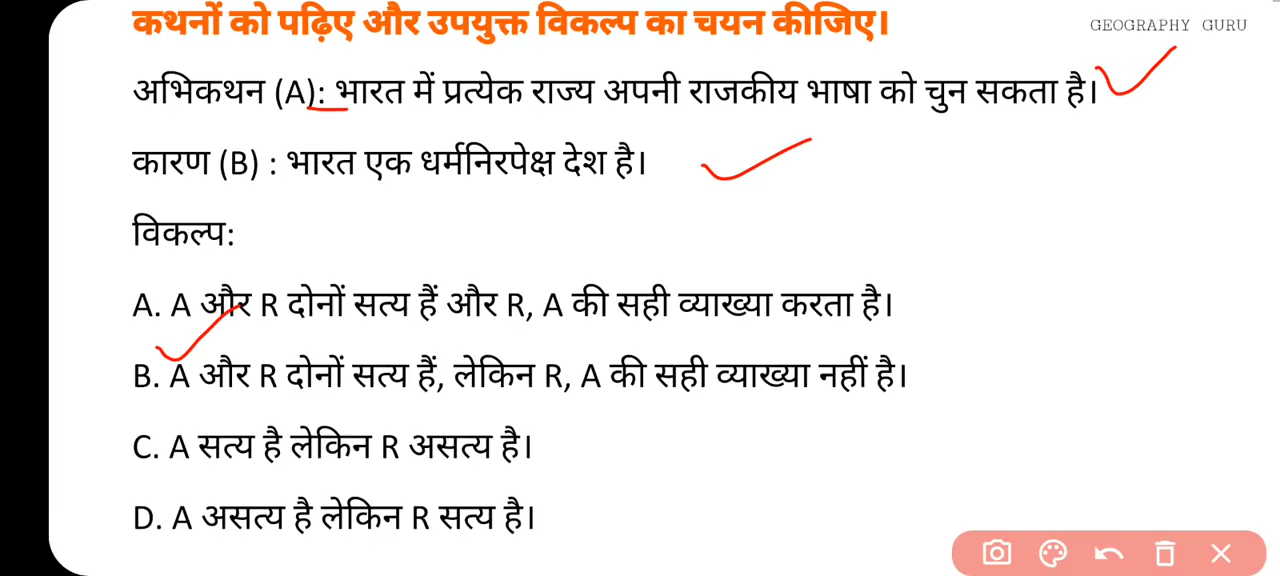 कथनों को पढ़िए और उपयुक्त विकल्प का चयन कीजिए।
GEOGRAPHY GURU
अभिकथन (A): भारत में प्रत्येक राज्य अपनी राजकीय भाषा को चुन सकता है।
कारण (B) : भारत एक धर्मनिरपेक्ष देश है।
विकल्प:
A. A और R दोनों सत्य हैं और R, A की सही व्याख्या करता है।
B. A और R दोनों सत्य हैं, लेकिन R, A की सही व्याख्या नहीं है।
C. A सत्य है लेकिन R असत्य है।
D. A असत्य है लेकिन R सत्य है।